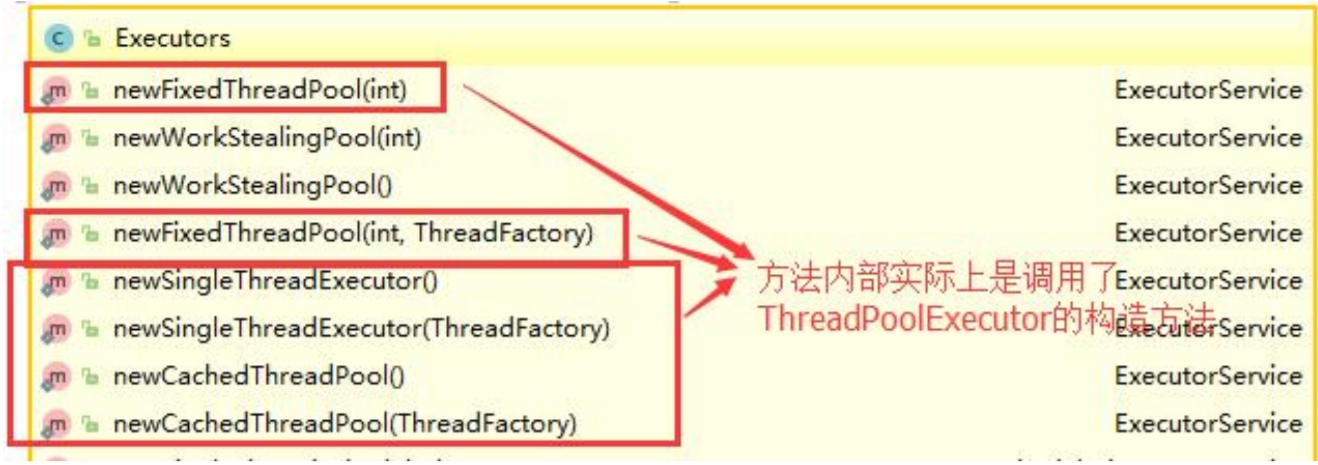 Executors
newFixedThreadPool(int) ExecutorService
newWorkStealingPool(int) ExecutorService
newWorkStealingPool() ExecutorService
newFixedThreadPool(int, ThreadFactory) ExecutorService
newSingleThreadExecutor() ExecutorService
newSingleThreadExecutor(ThreadFactory) ExecutorService
newCachedThreadPool() ExecutorService
newCachedThreadPool(ThreadFactory) ExecutorService
方法内部实际上是调用了
ThreadPoolExecutor的构造方法